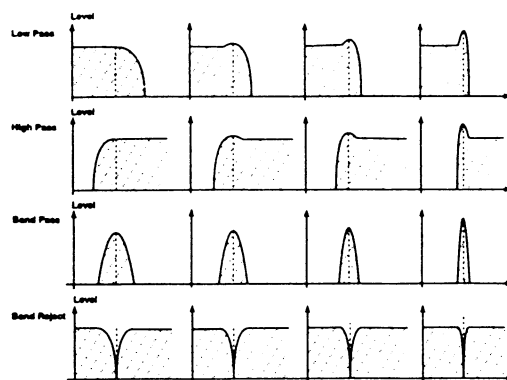 Level
Low Pass
Level
High Pass
Level
Band Pass
Level
Band Reject